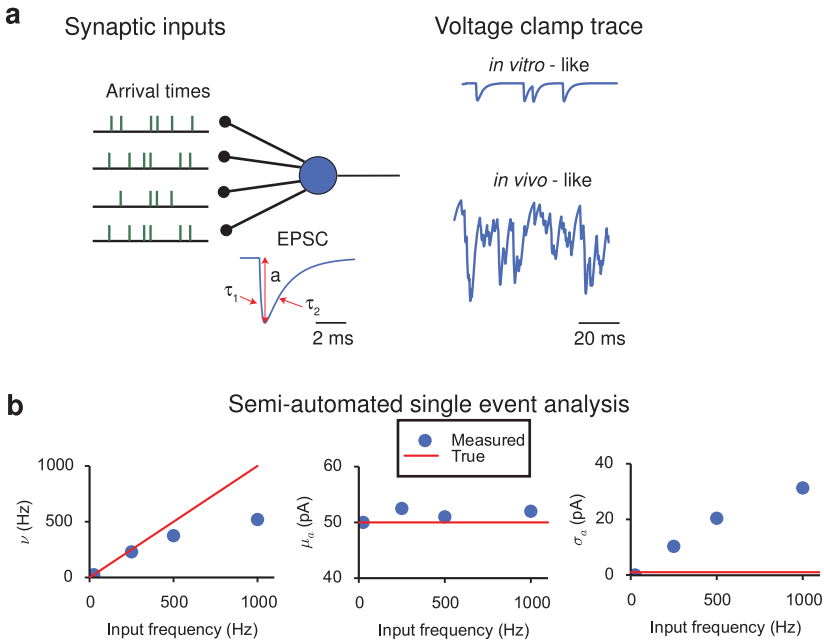 a
Synaptic inputs
Voltage clamp trace
Arrival times
in vitro - like
in vivo - like
EPSC
a
τ1
τ2
2 ms
20 ms
b
Semi-automated single event analysis
Measured
True
1000
500
0
ν (Hz)
0 500 1000
Input frequency (Hz)
60
50
40
μa (pA)
0 500 1000
Input frequency (Hz)
40
20
0
σa (pA)
0 500 1000
Input frequency (Hz)